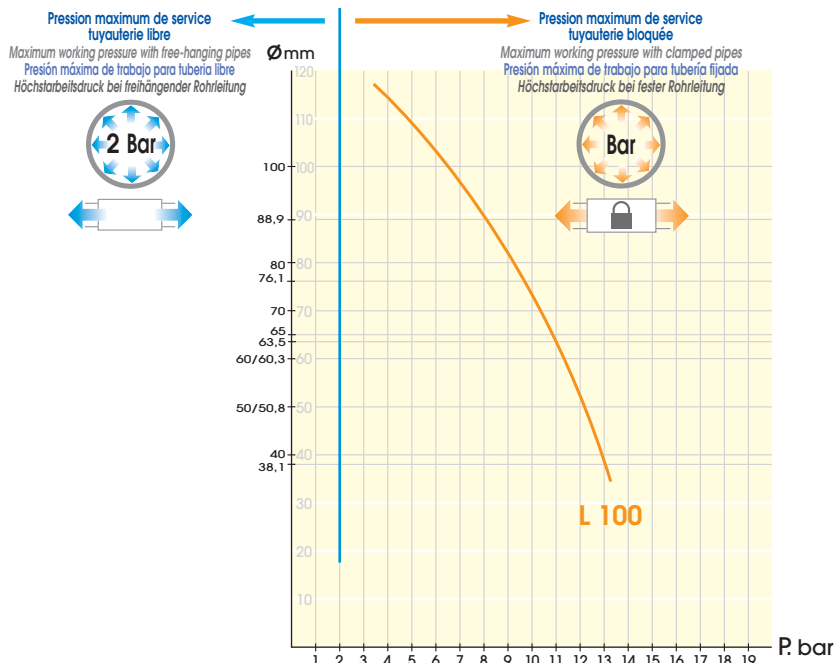 Pression maximum de service
tuyauterie libre
Maximum working pressure with free-hanging pipes
Presión máxima de trabajo para tuberia libre
Höchstarbeitsdruck bei freihängender Rohrleitung
2 Bar
Pression maximum de service
tuyauterie bloquée
Maximum working pressure with clamped pipes
Presión máxima de trabajo para tubería fijada
Höchstarbeitsdruck bei fester Rohrleitung
Bar
Ø mm
120
110
100
100
88,9
90
80
80
76,1
70
70
65
63,5
60/60,3
60
50/50,8
50
40
40
38,1
30
L 100
20
10
P. bar
1 2 3 4 5 6 7 8 9 10 11 12 13 14 15 16 17 18 19